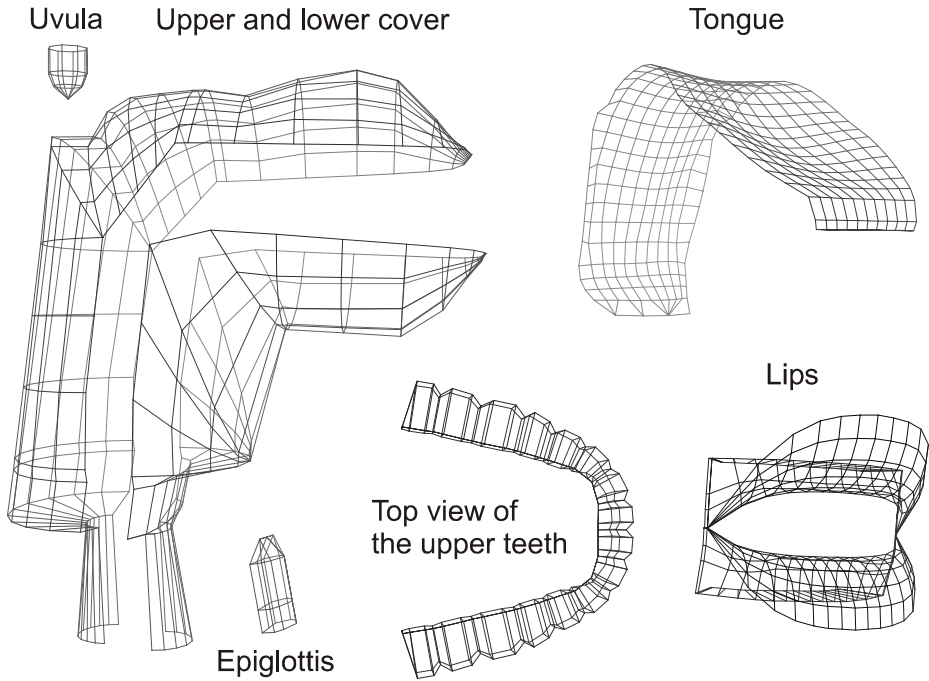 Uvula
Upper and lower cover
Tongue
Lips
Top view of
the upper teeth
Epiglottis